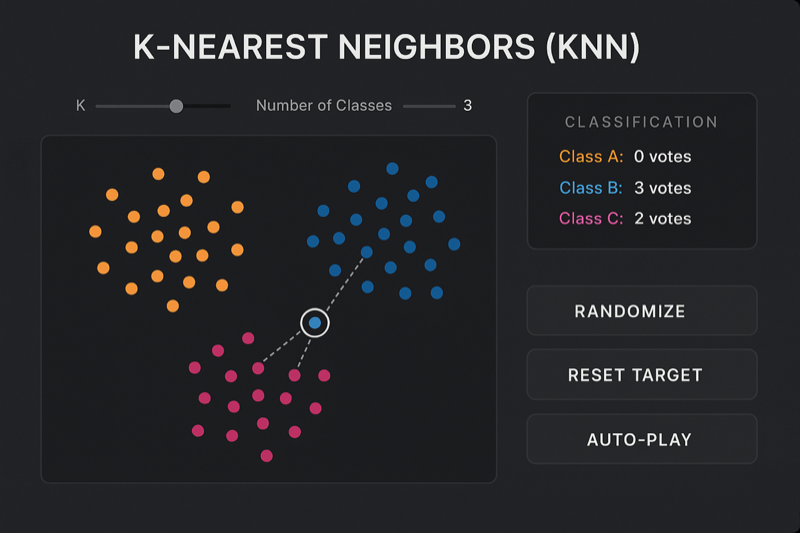 K-NEAREST NEIGHBORS (KNN)
K
Number of Classes 3
CLASSIFICATION
Class A: 0 votes
Class B: 3 votes
Class C: 2 votes
RANDOMIZE
RESET TARGET
AUTO-PLAY